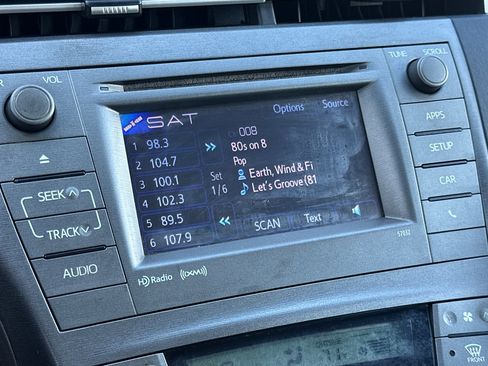 VOL
TUNE SCROLL
SAT
008
Options Source
1 98.3
80s on 8
2 104.7
Pop
3 100.1
Set
Earth, Wind & Fi
4 102.3
1/6
Let's Groove (81
5 89.5
6 107.9
SCAN
Text
SEEK
TRACK
AUDIO
APPS
SETUP
CAR
HD Radio
((XM))
57032
FRONT